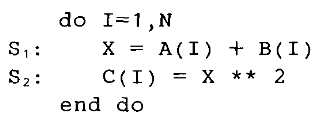 do I=1,N
S₁: X = A(I) + B(I)
S₂: C(I) = X ** 2
end do